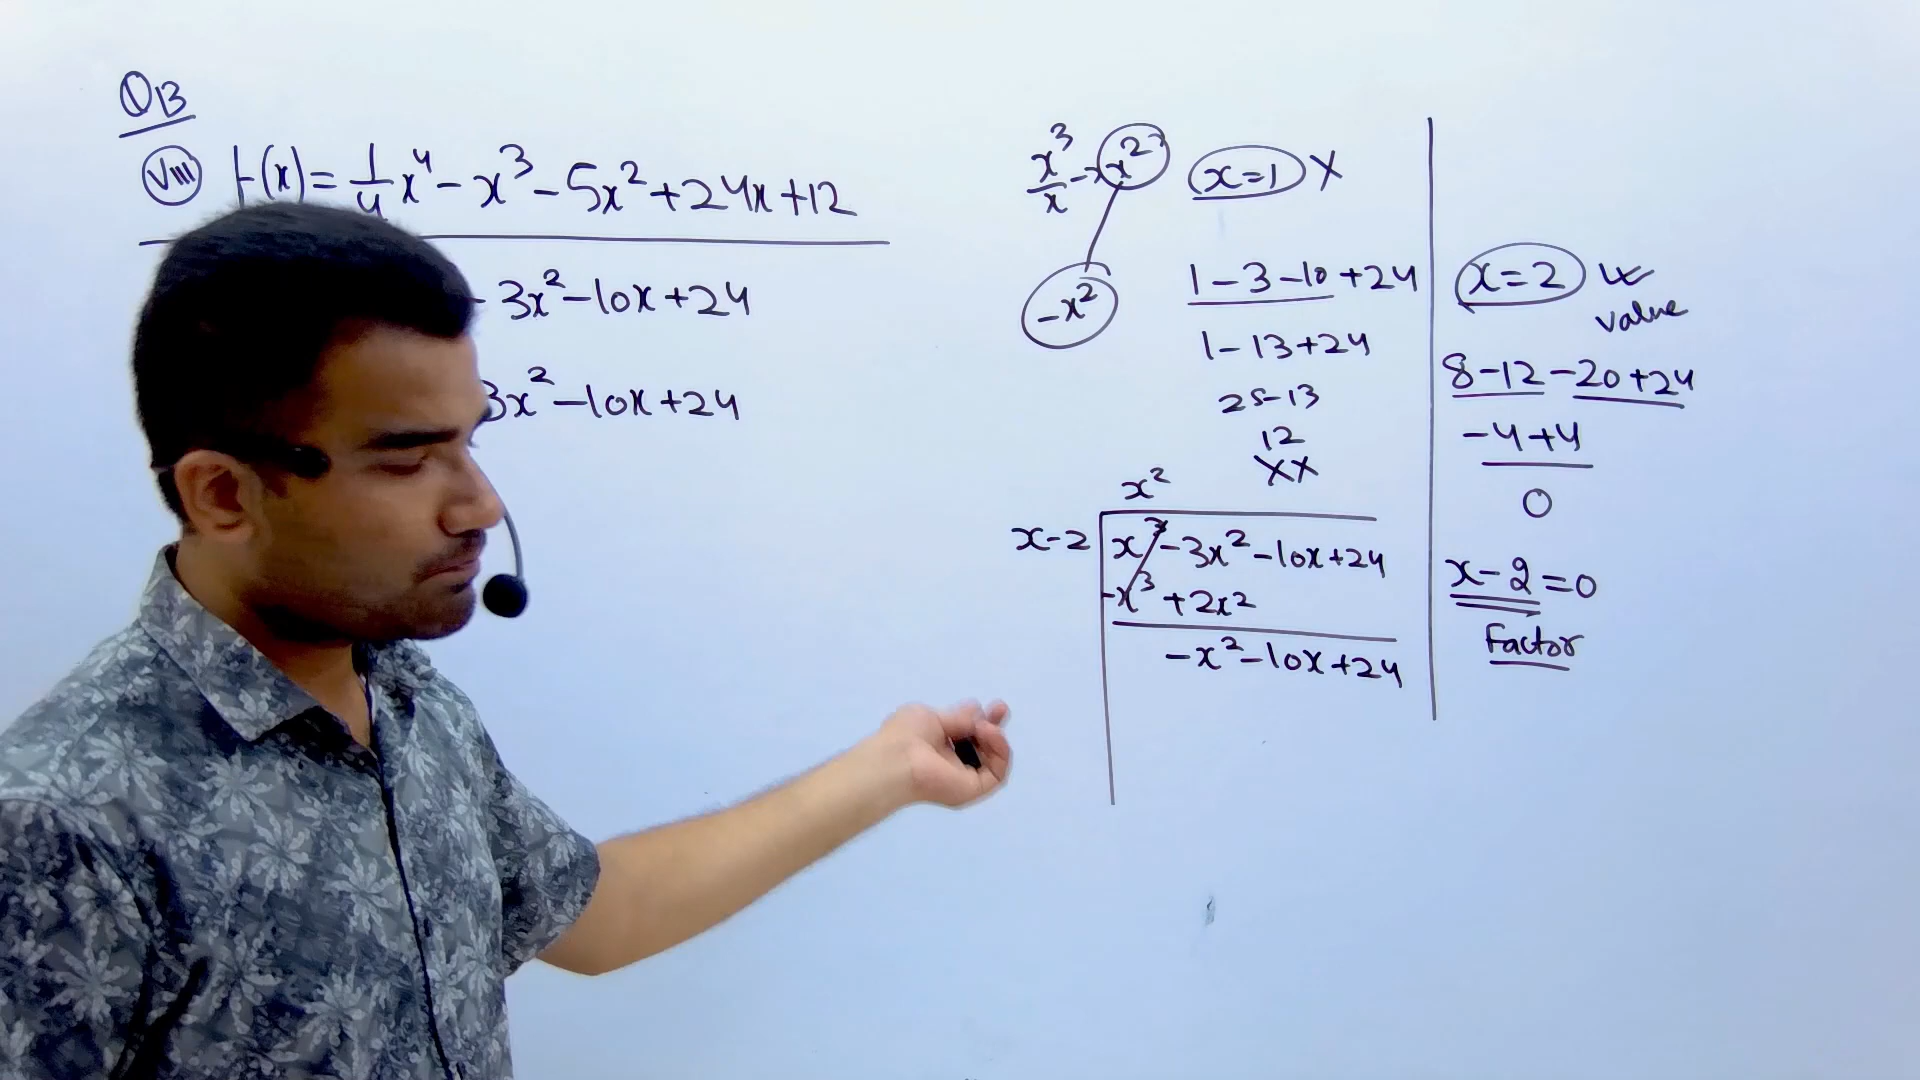 Q13
(viii) f(x) = 1/4 x⁴ - x³ - 5x² + 24x + 12
- 3x² - 10x + 24
3x² - 10x + 24
x³/x - x²
- x²
x=1 X
1 - 3 - 10 + 24
1 - 13 + 24
25 - 13
12
XX
x²
x-2 | x³ - 3x² - 10x + 24
-x³ + 2x²
-x² - 10x + 24
x=2
value
8 - 12 - 20 + 24
-4 + 4
0
x - 2 = 0
Factor